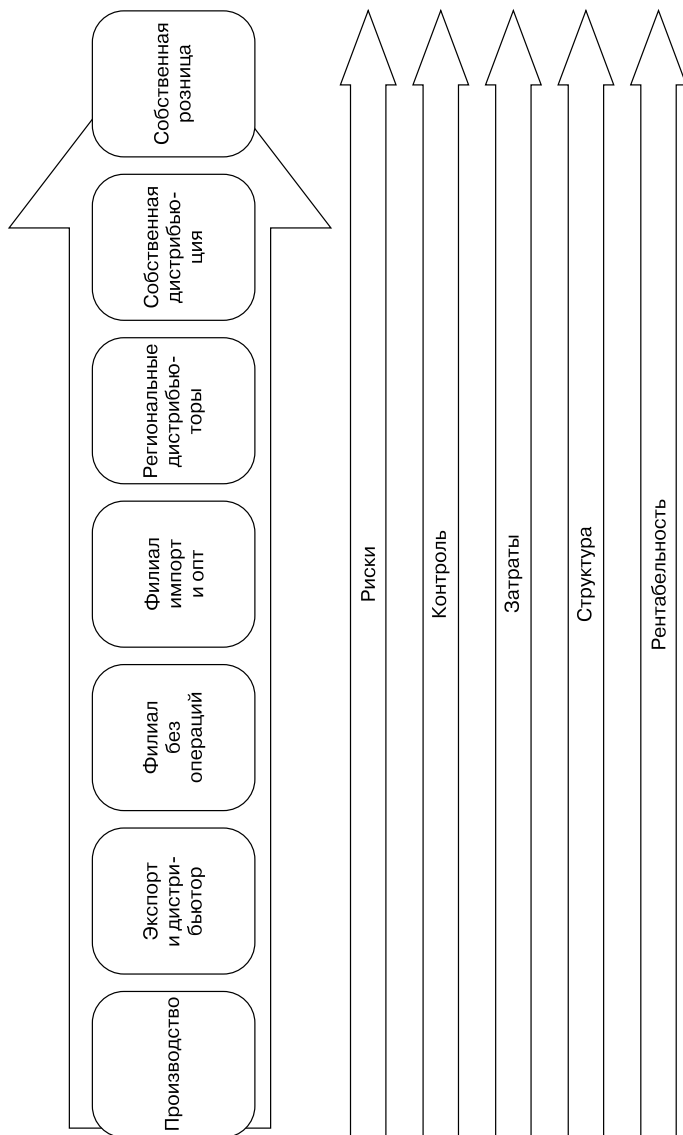 Производство
Экспорт
и дистри-
бьютор
Филиал
без
операций
Филиал
импорт
и опт
Региональные
дистрибью-
торы
Собственная
дистрибью-
ция
Собственная
розница
Риски
Контроль
Затраты
Структура
Рентабельность